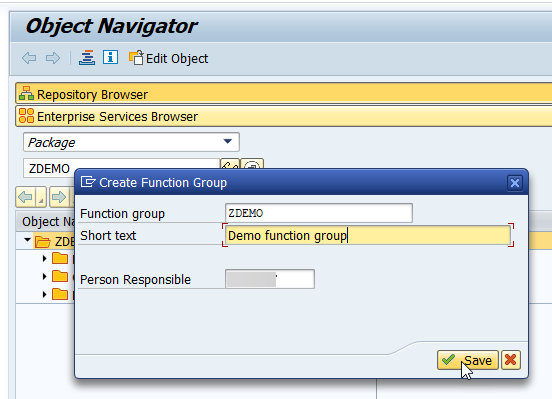 Object Navigator
Edit Object
Repository Browser
Enterprise Services Browser
Package
ZDEMO
Create Function Group
Function group ZDEMO
Short text Demo function group
Person Responsible
Object Na
ZDE
Save